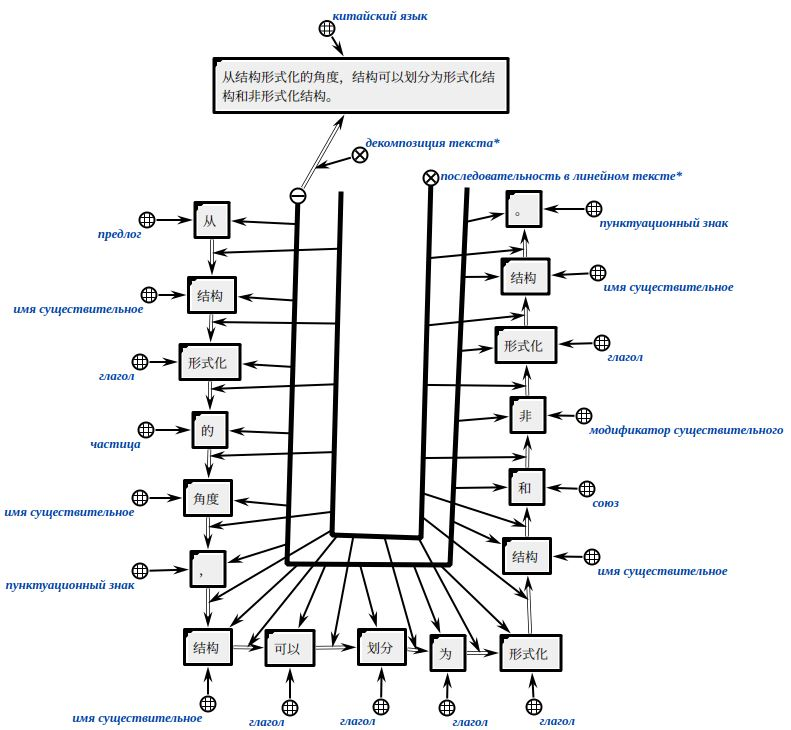 китайский язык
从结构形式化的角度，结构可以划分为形式化结
构和非形式化结构。
декомпозиция текста*
последовательность в линейном тексте*
从
предлог
结构
имя существительное
形式化
глагол
的
частица
角度
имя существительное
，
пунктуационный знак
结构
имя существительное
可以
глагол
划分
глагол
为
глагол
形式化
глагол
结构
имя существительное
和
союз
非
модификатор существительного
形式化
глагол
结构
имя существительное
。
пунктуационный знак